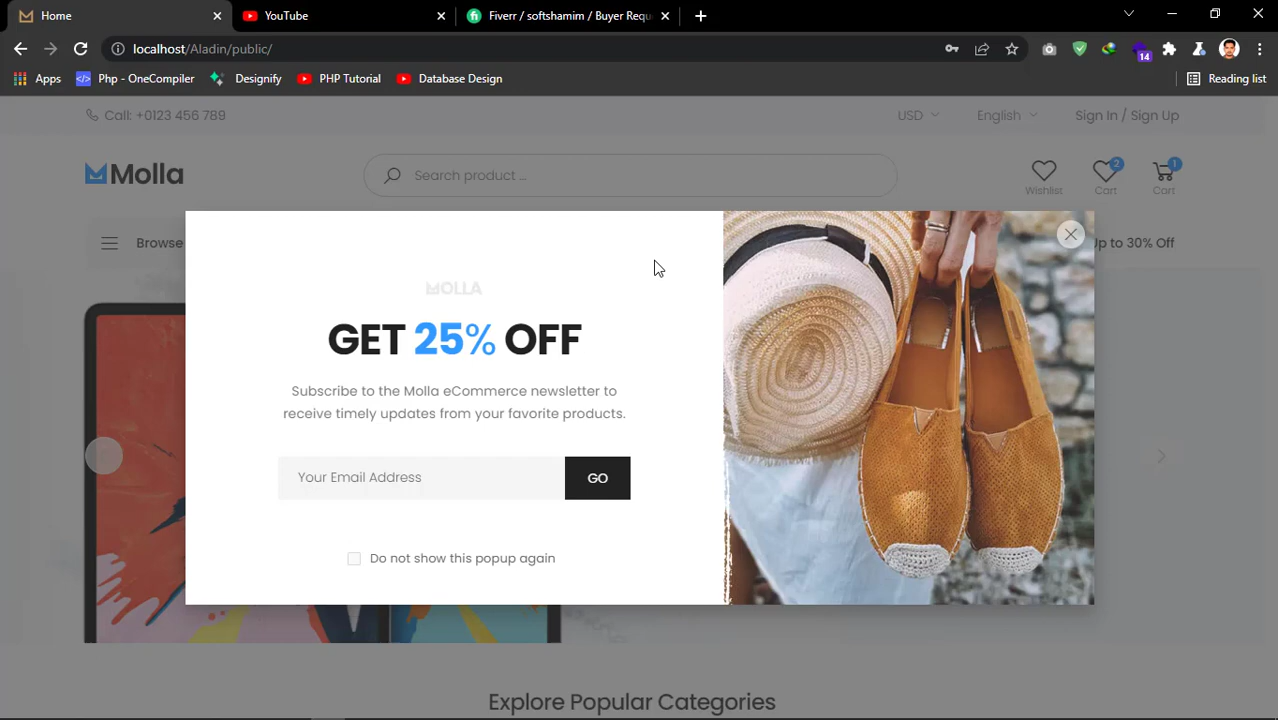 Home
YouTube
Fiverr / softshamim / Buyer Requ
localhost/Aladin/public/
14
Apps
Php - OneCompiler
Designify
PHP Tutorial
Database Design
Reading list
Call: +0123 456 789
USD
English
Sign In / Sign Up
Molla
Search product ...
2
1
Wishlist
Cart
Cart
Browse
Up to 30% Off
MOLLA
GET 25% OFF
Subscribe to the Molla eCommerce newsletter to
receive timely updates from your favorite products.
Your Email Address
GO
Do not show this popup again
Explore Popular Categories